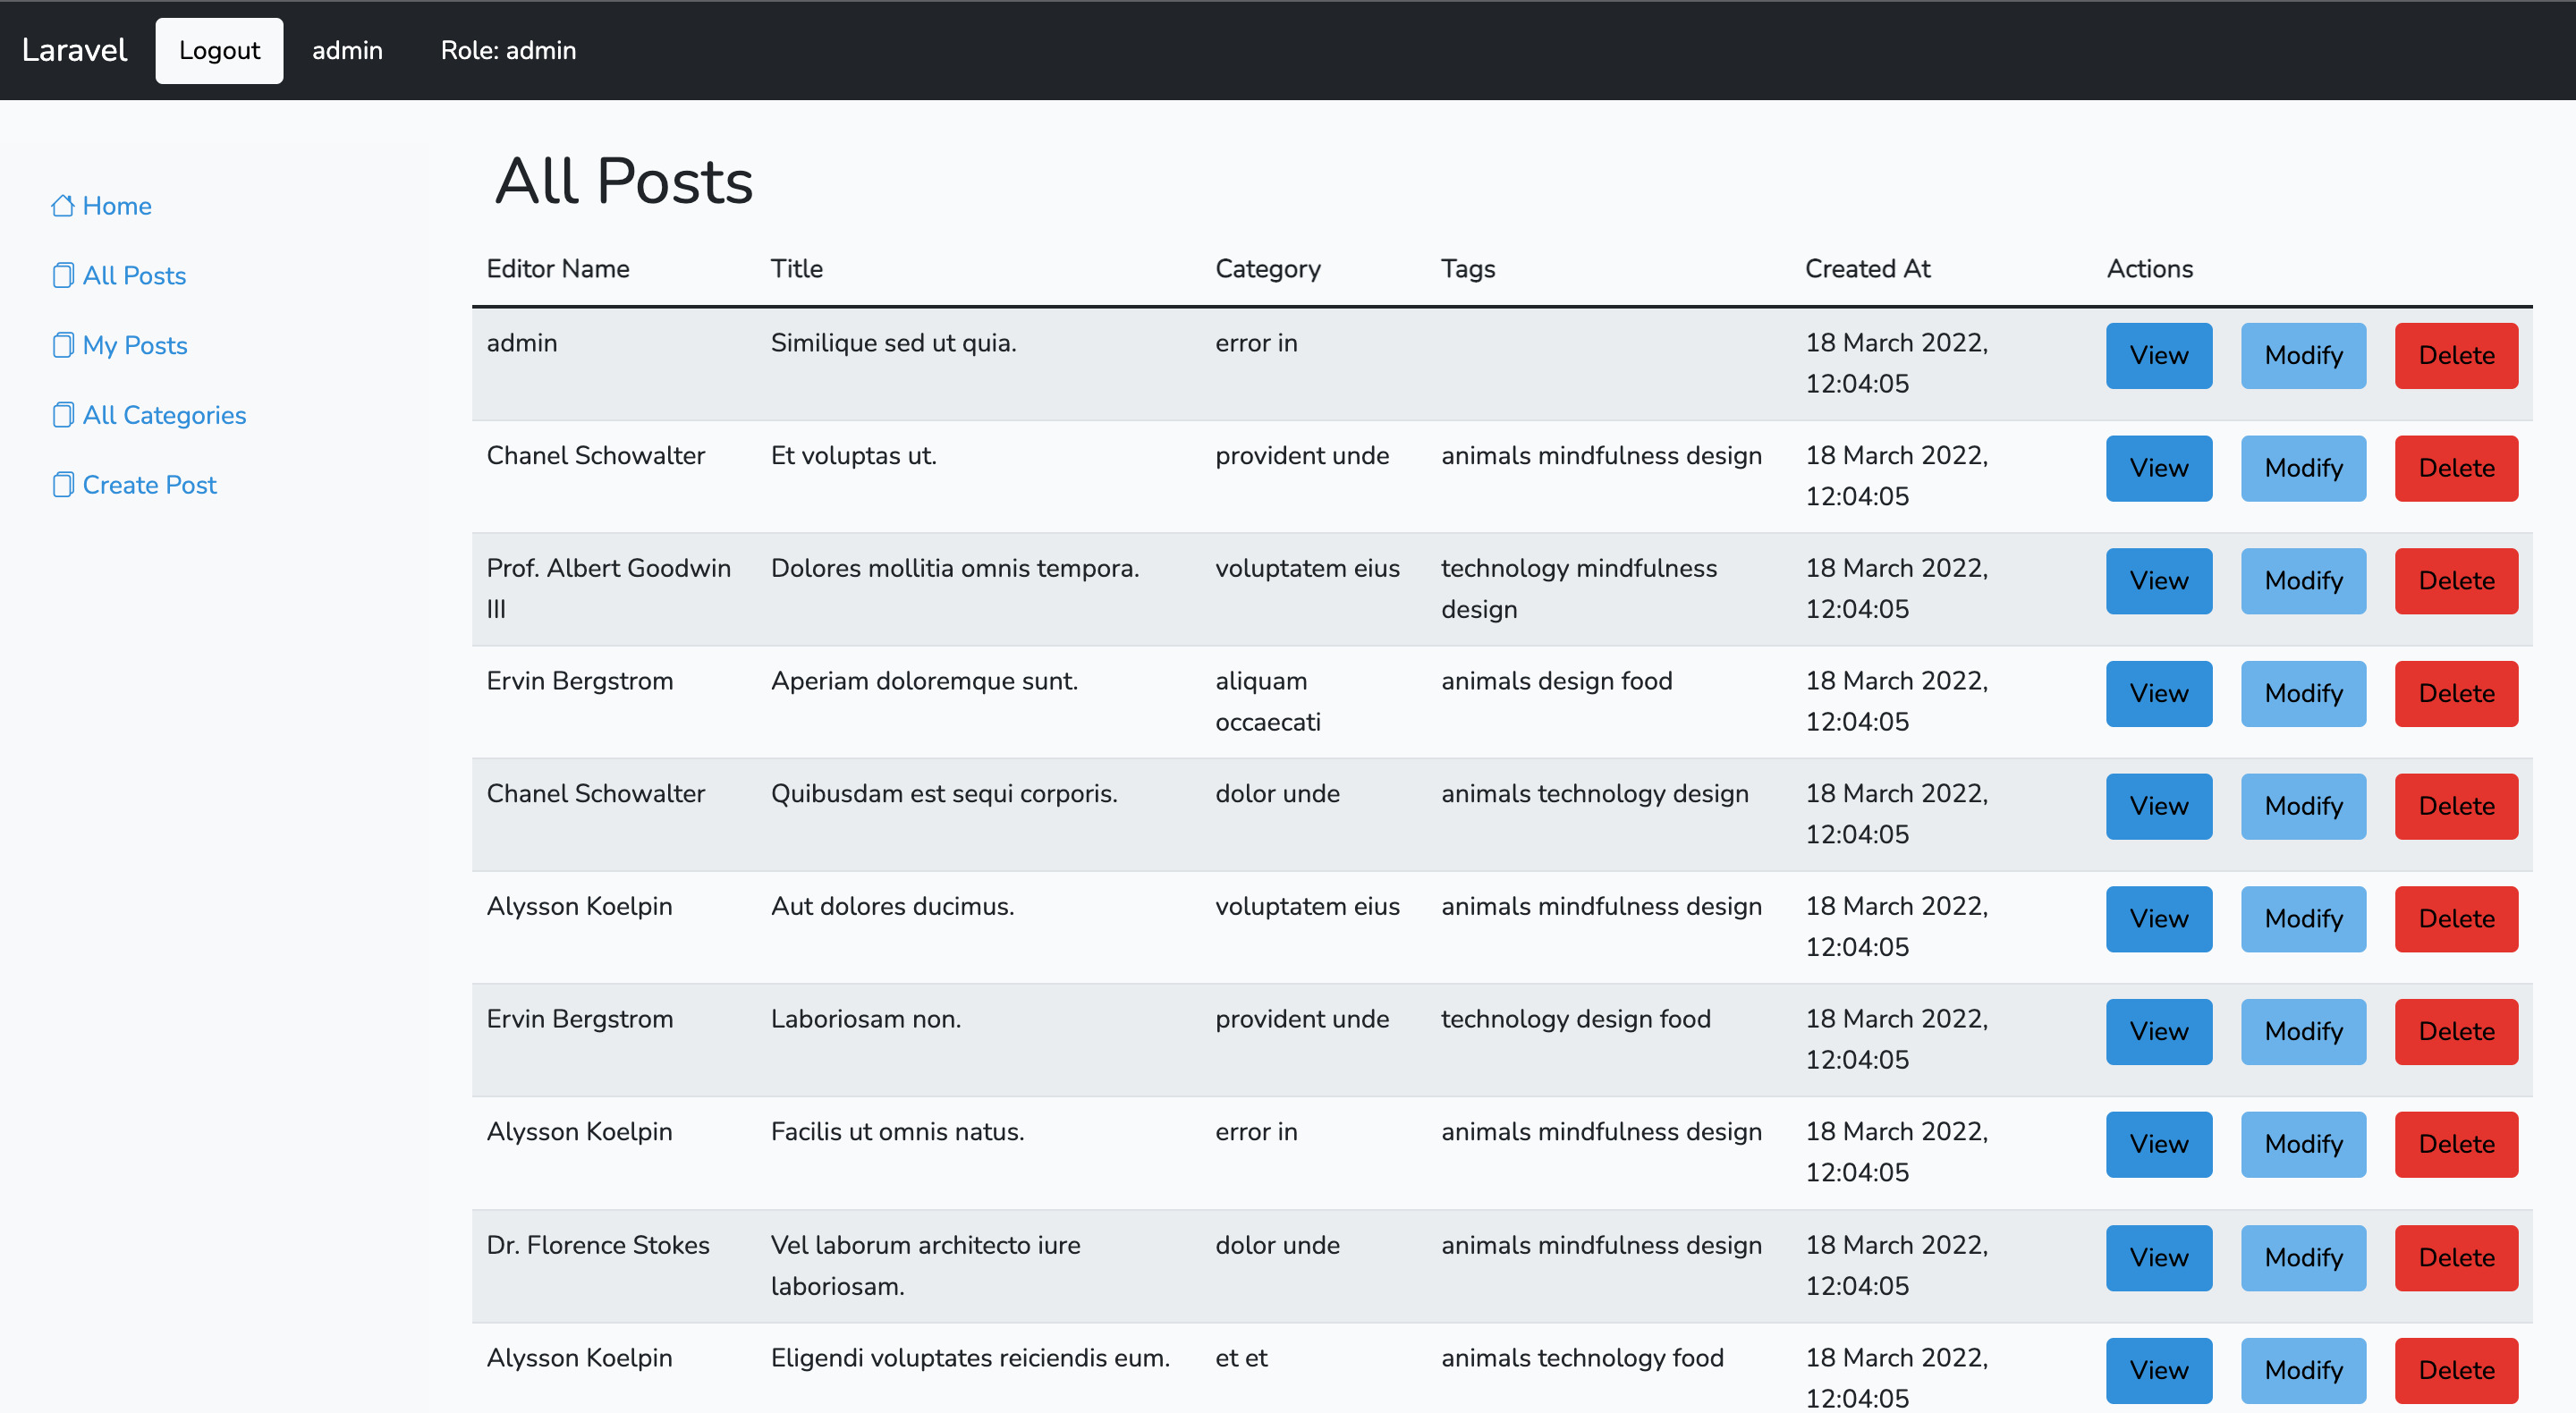 Laravel Logout admin Role: admin
Home
All Posts
My Posts
All Categories
Create Post
All Posts
Editor Name Title Category Tags Created At Actions
admin Similique sed ut quia. error in 18 March 2022, View Modify Delete
12:04:05
Chanel Schowalter Et voluptas ut. provident unde animals mindfulness design 18 March 2022, View Modify Delete
12:04:05
Prof. Albert Goodwin Dolores mollitia omnis tempora. voluptatem eius technology mindfulness 18 March 2022, View Modify Delete
III design 12:04:05
Ervin Bergstrom Aperiam doloremque sunt. aliquam animals design food 18 March 2022, View Modify Delete
occaecati 12:04:05
Chanel Schowalter Quibusdam est sequi corporis. dolor unde animals technology design 18 March 2022, View Modify Delete
12:04:05
Alysson Koelpin Aut dolores ducimus. voluptatem eius animals mindfulness design 18 March 2022, View Modify Delete
12:04:05
Ervin Bergstrom Laboriosam non. provident unde technology design food 18 March 2022, View Modify Delete
12:04:05
Alysson Koelpin Facilis ut omnis natus. error in animals mindfulness design 18 March 2022, View Modify Delete
12:04:05
Dr. Florence Stokes Vel laborum architecto iure dolor unde animals mindfulness design 18 March 2022, View Modify Delete
laboriosam. 12:04:05
Alysson Koelpin Eligendi voluptates reiciendis eum. et et animals technology food 18 March 2022, View Modify Delete
12:04:05